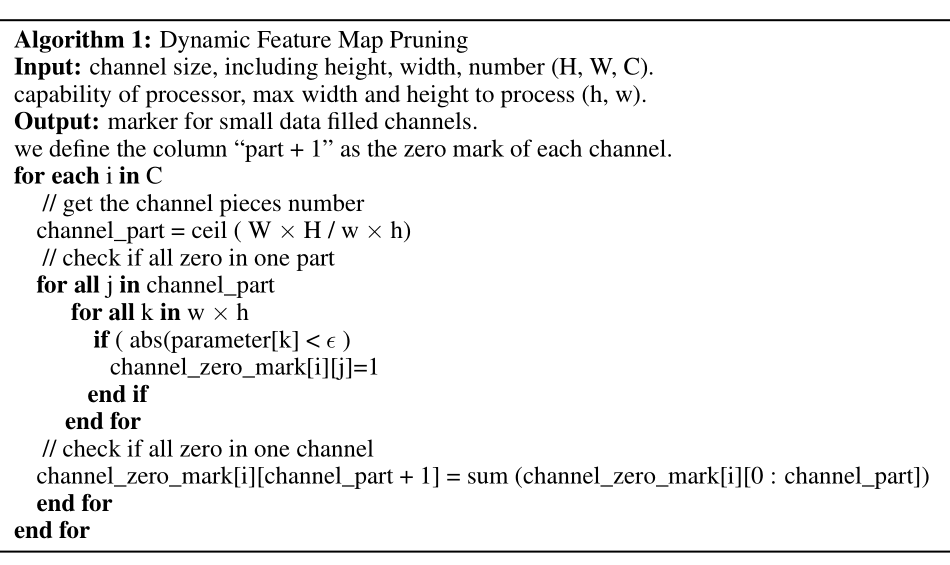 Algorithm 1: Dynamic Feature Map Pruning
Input: channel size, including height, width, number (H, W, C).
capability of processor, max width and height to process (h, w).
Output: marker for small data filled channels.
we define the column “part + 1” as the zero mark of each channel.
for each i in C
// get the channel pieces number
channel_part = ceil ( W × H / w × h)
// check if all zero in one part
for all j in channel_part
for all k in w × h
if ( abs(parameter[k] < ϵ )
channel_zero_mark[i][j]=1
end if
end for
// check if all zero in one channel
channel_zero_mark[i][channel_part + 1] = sum (channel_zero_mark[i][0 : channel_part])
end for
end for